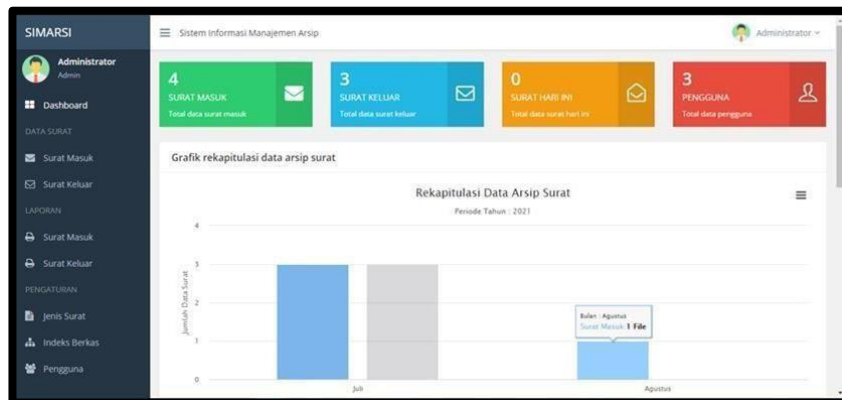 SIMARSI
Sistem Informasi Manajemen Arsip
Administrator
Administrator
Admin
Dashboard
DATA SURAT
Surat Masuk
Surat Keluar
LAPORAN
Surat Masuk
Surat Keluar
PENGATURAN
Jenis Surat
Indeks Berkas
Pengguna
4
SURAT MASUK
Total data surat masuk
3
SURAT KELUAR
Total data surat keluar
0
SURAT HARI INI
Total data surat hari ini
3
PENGGUNA
Total data pengguna
Grafik rekapitulasi data arsip surat
Rekapitulasi Data Arsip Surat
Periode Tahun : 2021
Jumlah Data Surat
4
3
2
1
0
Bulan : Agustus
Surat Masuk 1 File
Juli
Agustus